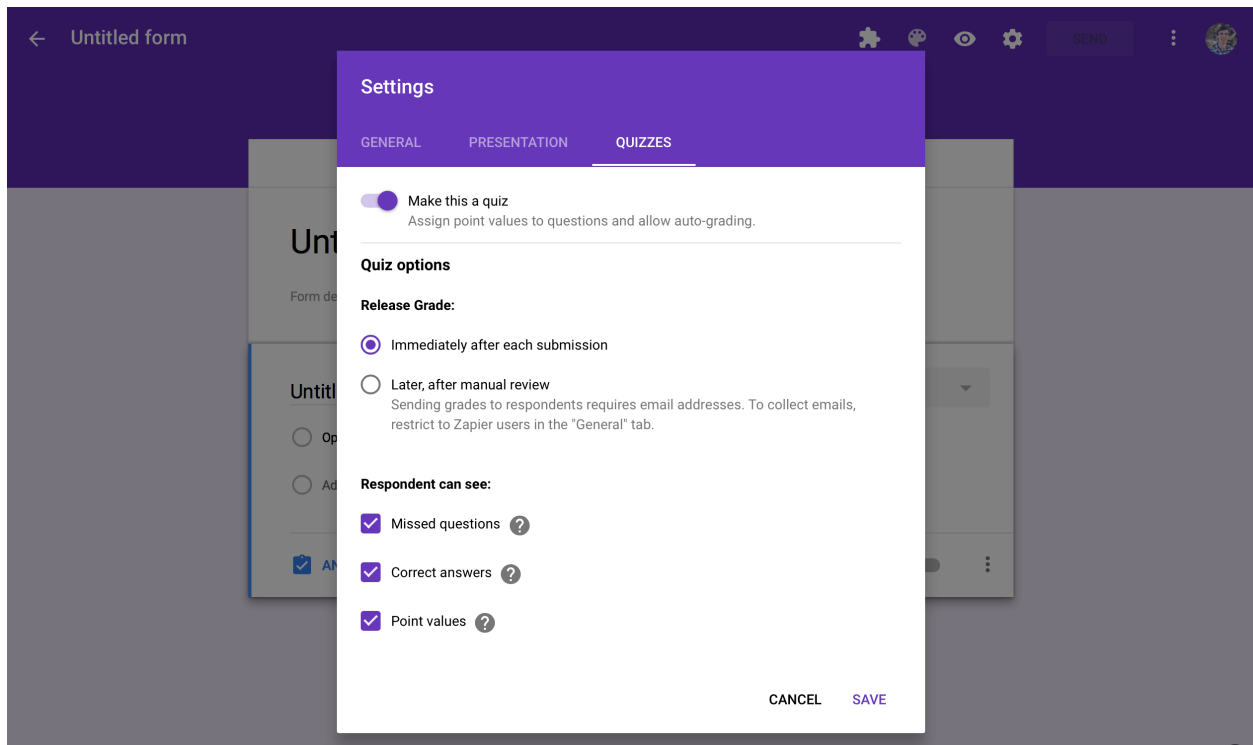 Untitled form
SEND
Settings
GENERAL PRESENTATION QUIZZES
Make this a quiz
Assign point values to questions and allow auto-grading.
Unt
Quiz options
Form de
Release Grade:
Immediately after each submission
Later, after manual review
Untitl
Sending grades to respondents requires email addresses. To collect emails,
restrict to Zapier users in the "General" tab.
Op
Ad
Respondent can see:
Missed questions ?
AN
Correct answers ?
Point values ?
CANCEL SAVE